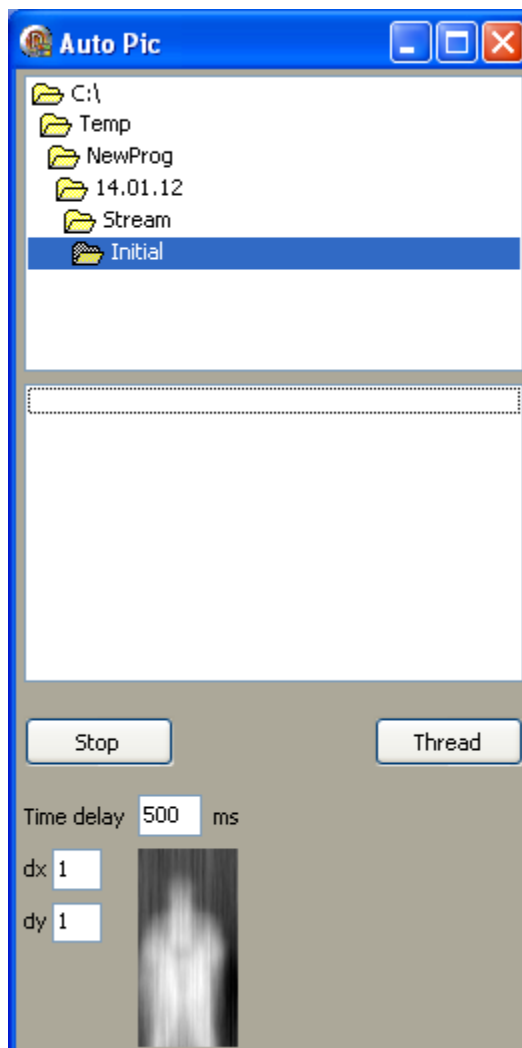 Auto Pic
C:\
Temp
NewProg
14.01.12
Stream
Initial
Stop Thread
Time delay 500 ms
dx 1
dy 1